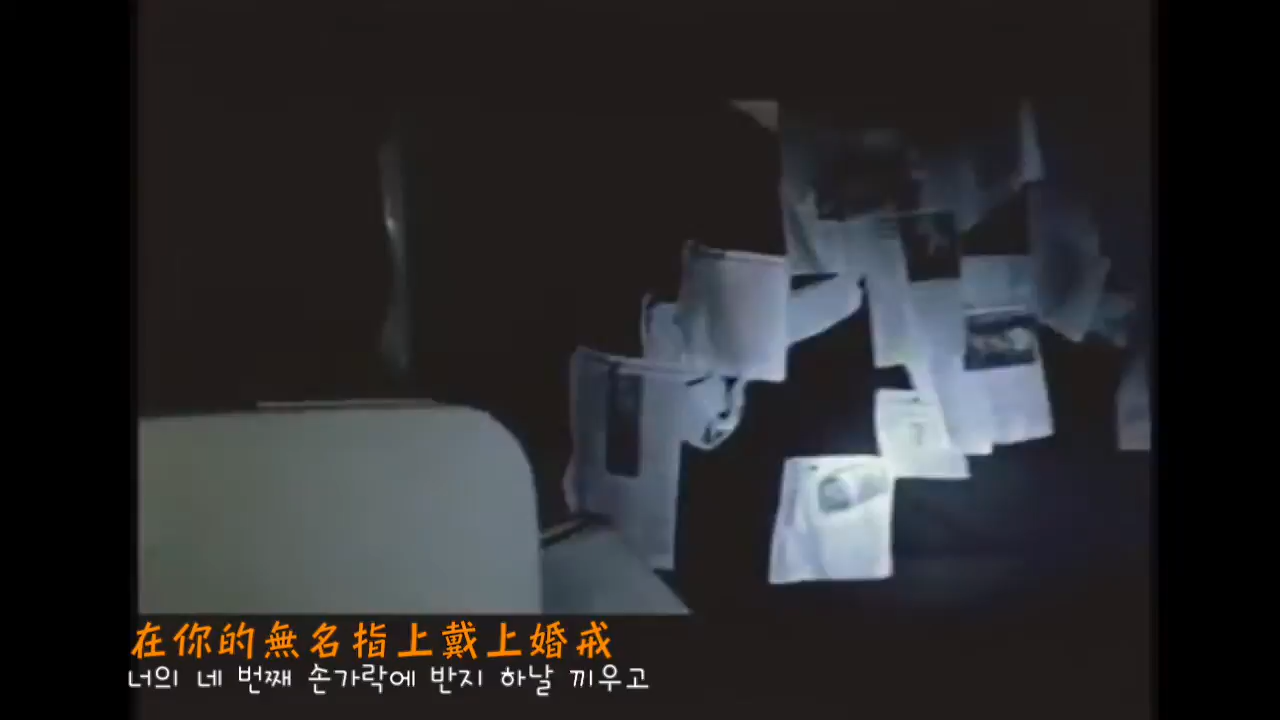 在你的無名指上戴上婚戒
너의 네 번째 손가락에 반지 하날 끼우고